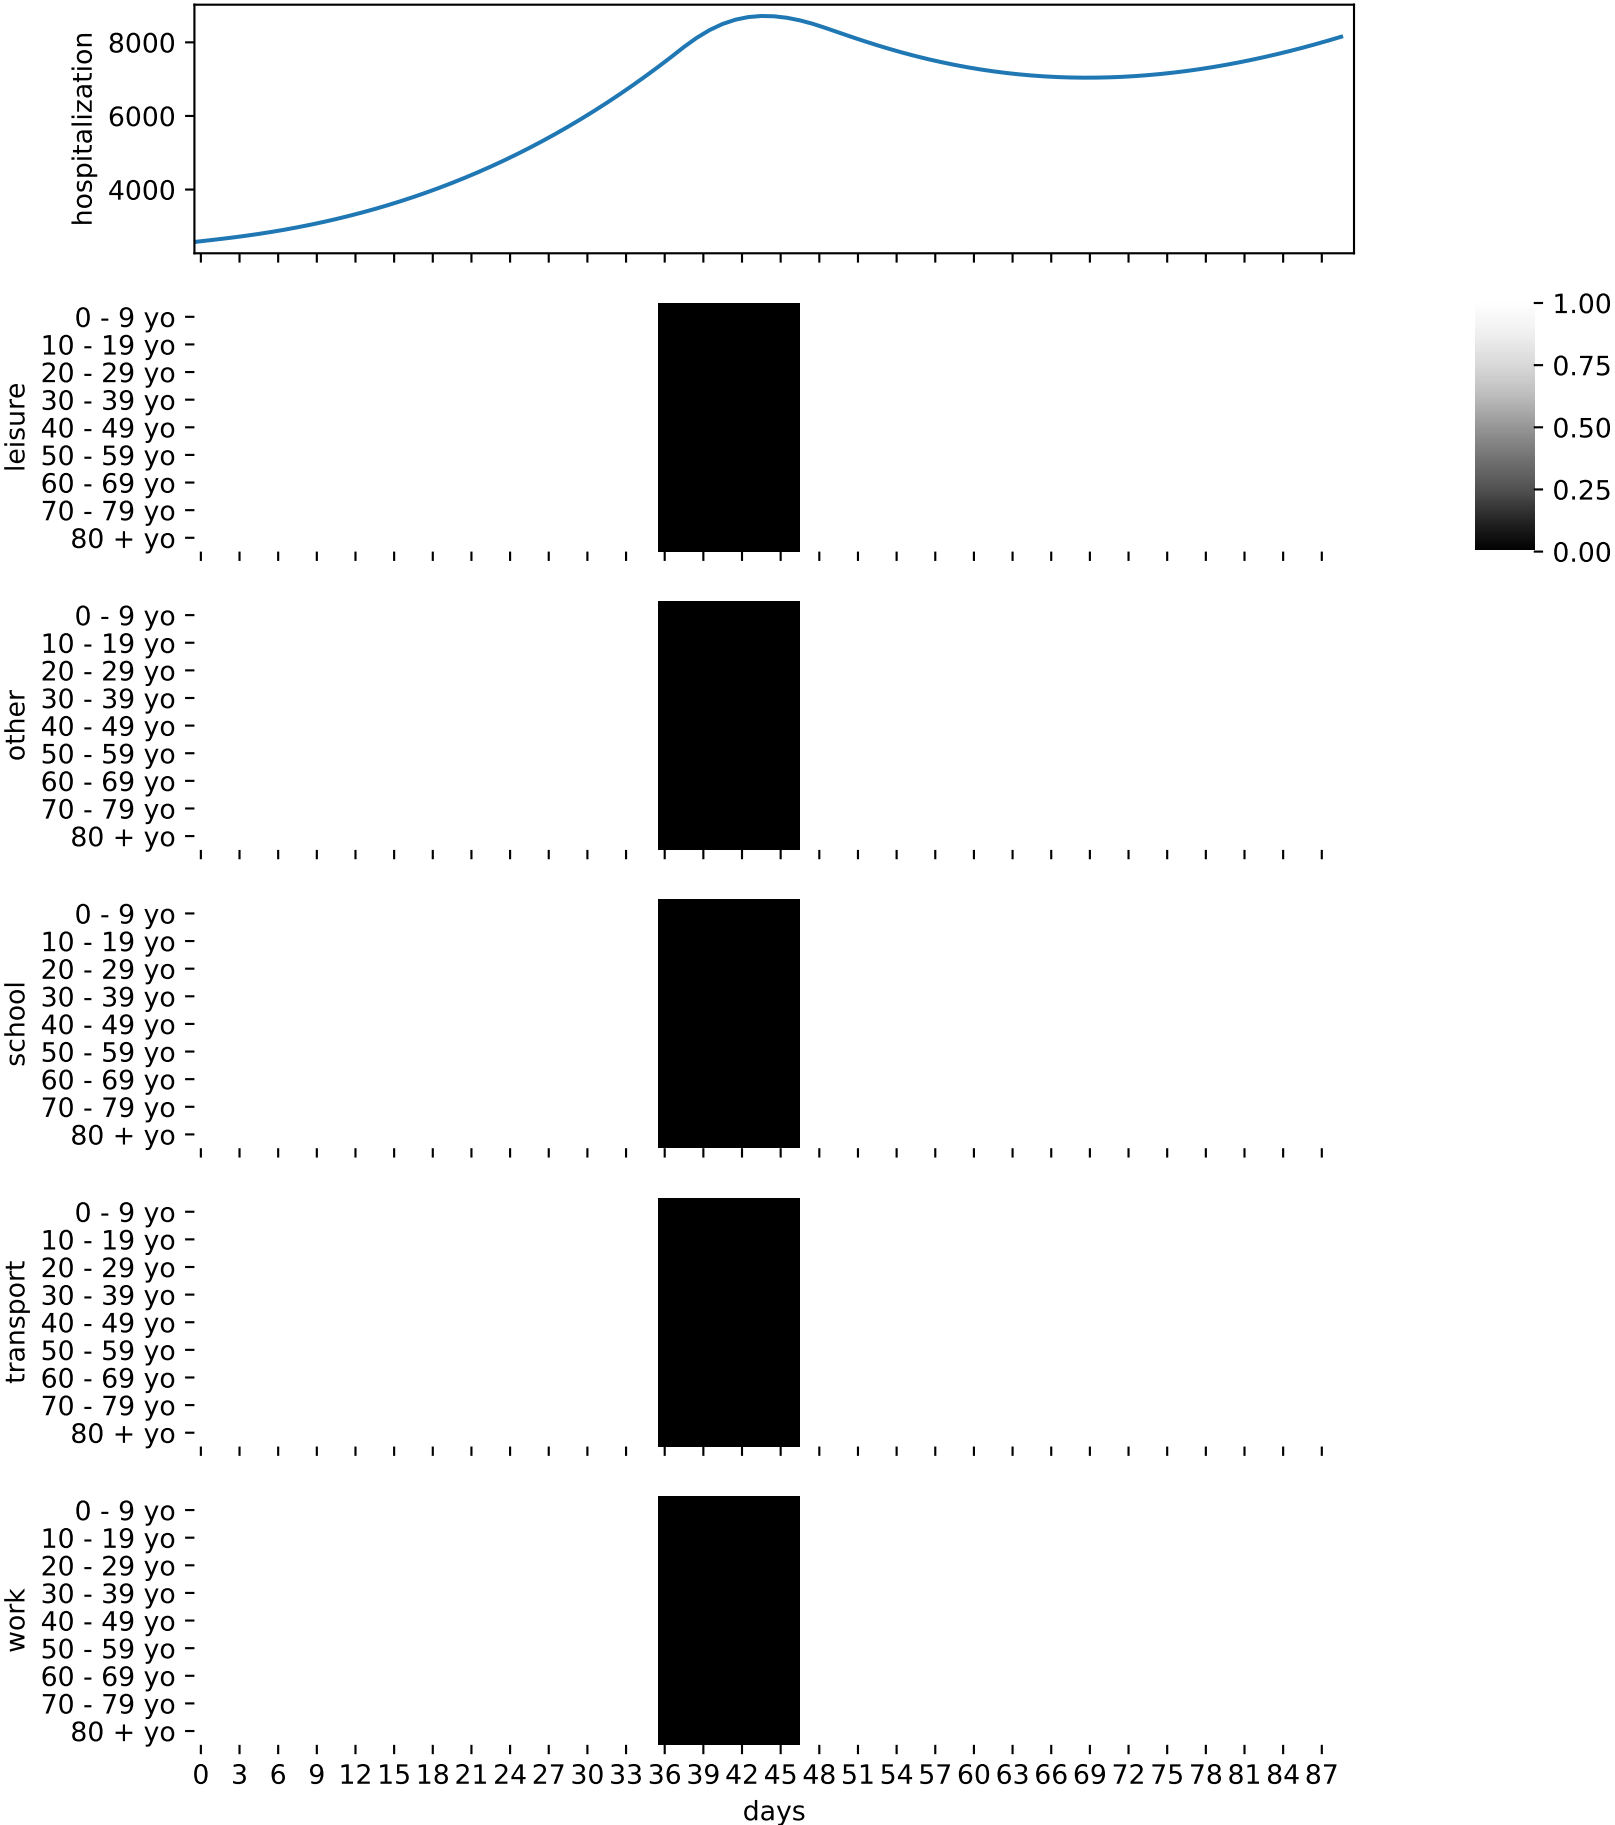 hospitalization
8000
6000
4000
leisure
0 - 9 yo
10 - 19 yo
20 - 29 yo
30 - 39 yo
40 - 49 yo
50 - 59 yo
60 - 69 yo
70 - 79 yo
80 + yo
1.00
0.75
0.50
0.25
0.00
other
0 - 9 yo
10 - 19 yo
20 - 29 yo
30 - 39 yo
40 - 49 yo
50 - 59 yo
60 - 69 yo
70 - 79 yo
80 + yo
school
0 - 9 yo
10 - 19 yo
20 - 29 yo
30 - 39 yo
40 - 49 yo
50 - 59 yo
60 - 69 yo
70 - 79 yo
80 + yo
transport
0 - 9 yo
10 - 19 yo
20 - 29 yo
30 - 39 yo
40 - 49 yo
50 - 59 yo
60 - 69 yo
70 - 79 yo
80 + yo
work
0 - 9 yo
10 - 19 yo
20 - 29 yo
30 - 39 yo
40 - 49 yo
50 - 59 yo
60 - 69 yo
70 - 79 yo
80 + yo
0 3 6 9 12 15 18 21 24 27 30 33 36 39 42 45 48 51 54 57 60 63 66 69 72 75 78 81 84 87
days